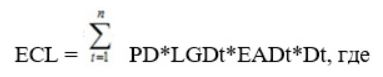 ECL = n ∑ t=1 PD*LGDt*EADt*Dt, где